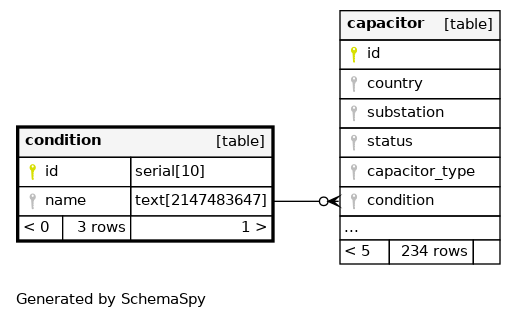 condition [table]
id serial[10]
name text[2147483647]
< 0 3 rows 1 >
capacitor [table]
id
country
substation
status
capacitor_type
condition
...
< 5 234 rows
Generated by SchemaSpy